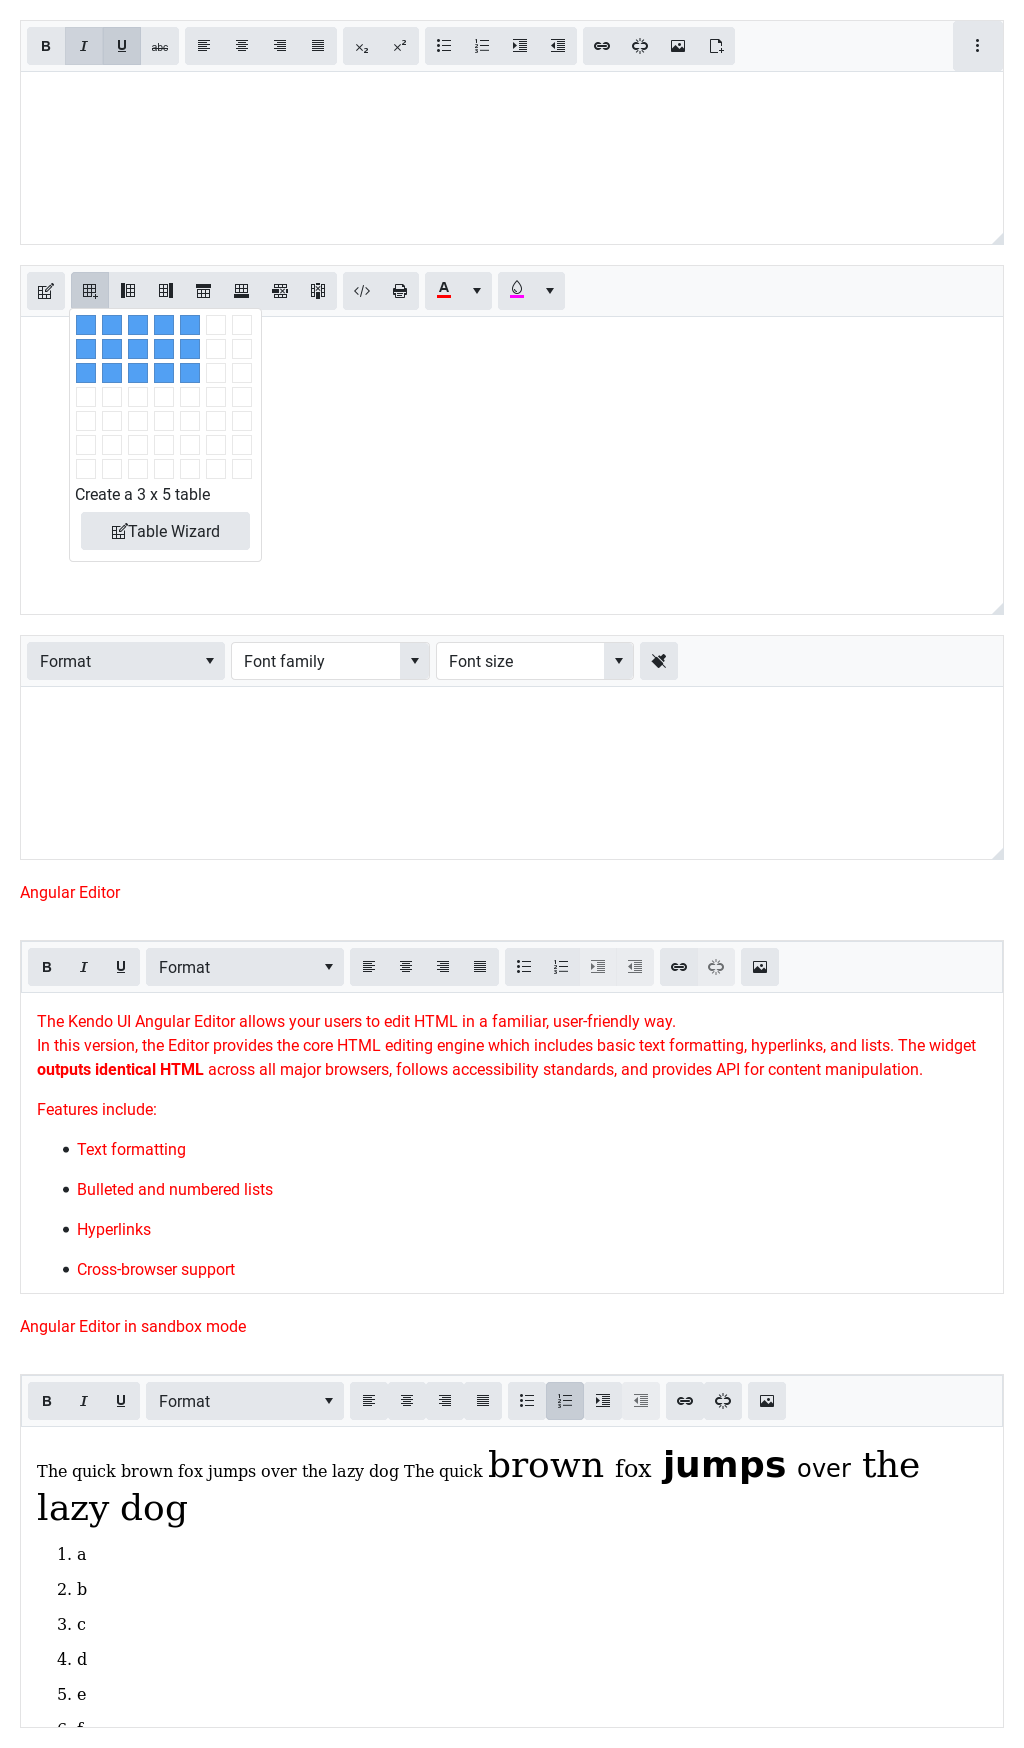 B I U abc x₂ x²
Create a 3 x 5 table
Table Wizard
Format Font family Font size
Angular Editor
B I U Format
The Kendo UI Angular Editor allows your users to edit HTML in a familiar, user-friendly way.
In this version, the Editor provides the core HTML editing engine which includes basic text formatting, hyperlinks, and lists. The widget
outputs identical HTML across all major browsers, follows accessibility standards, and provides API for content manipulation.
Features include:
• Text formatting
• Bulleted and numbered lists
• Hyperlinks
• Cross-browser support
Angular Editor in sandbox mode
B I U Format
The quick brown fox jumps over the lazy dog The quick brown fox jumps over the
lazy dog
1. a
2. b
3. c
4. d
5. e